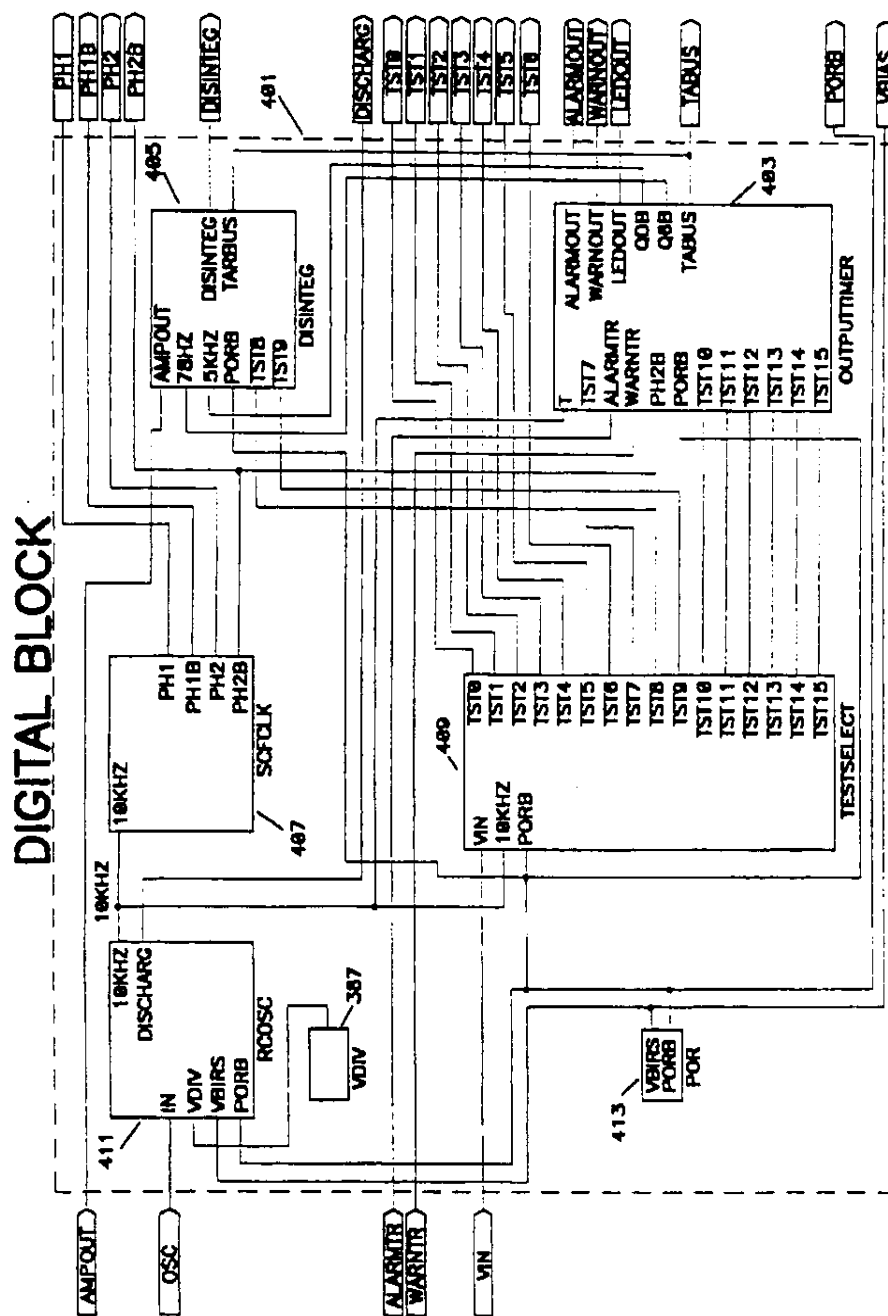 DIGITAL BLOCK
AMPOUT
OSC
ALARMTR
WARNTR
VIN
411
10KHZ
DISCHARG
IN
VDIV
VBIRS
PORB
RCOSC
387
VDIV
413
VBIRS
PORB
POR
10KHZ
407
10KHZ
PH1
PH1B
PH2
PH2B
SCFCLK
409
VIN
10KHZ
PORB
TST0
TST1
TST2
TST3
TST4
TST5
TST6
TST7
TST8
TST9
TST10
TST11
TST12
TST13
TST14
TST15
TESTSELECT
405
AMPOUT
78HZ
5KHZ
PORB
TST8
TST9
DISINTEG
TARBUS
DISINTEG
403
T
TST7
ALARMTR
WARNTR
PH2B
PORB
TST10
TST11
TST12
TST13
TST14
TST15
ALARMOUT
WARNOUT
LEDOUT
Q0B
Q6B
TABUS
OUTPUTTIMER
401
PH1
PH1B
PH2
PH2B
DISINTEG
DISCHARG
TST0
TST1
TST2
TST3
TST4
TST5
TST6
ALARMOUT
WARNOUT
LEDOUT
TABUS
PORB
VBIAS